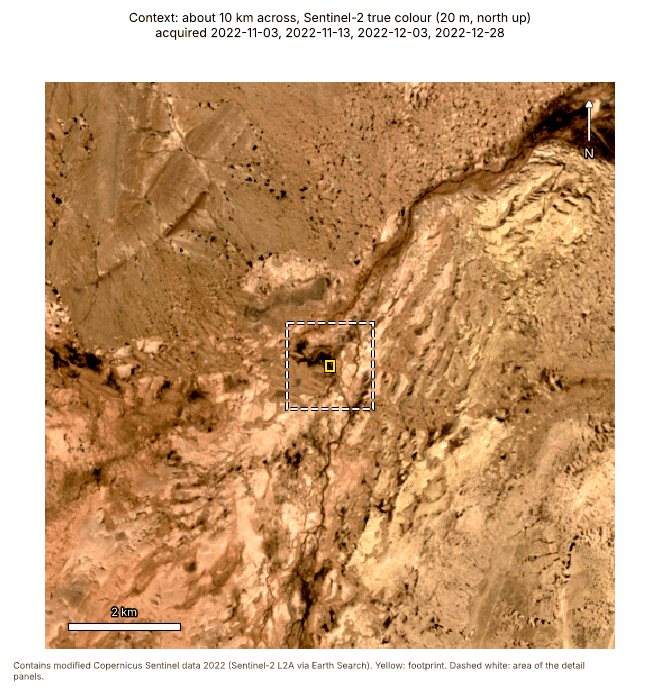 Context: about 10 km across, Sentinel-2 true colour (20 m, north up)
acquired 2022-11-03, 2022-11-13, 2022-12-03, 2022-12-28
N
2 km
Contains modified Copernicus Sentinel data 2022 (Sentinel-2 L2A via Earth Search). Yellow: footprint. Dashed white: area of the detail
panels.